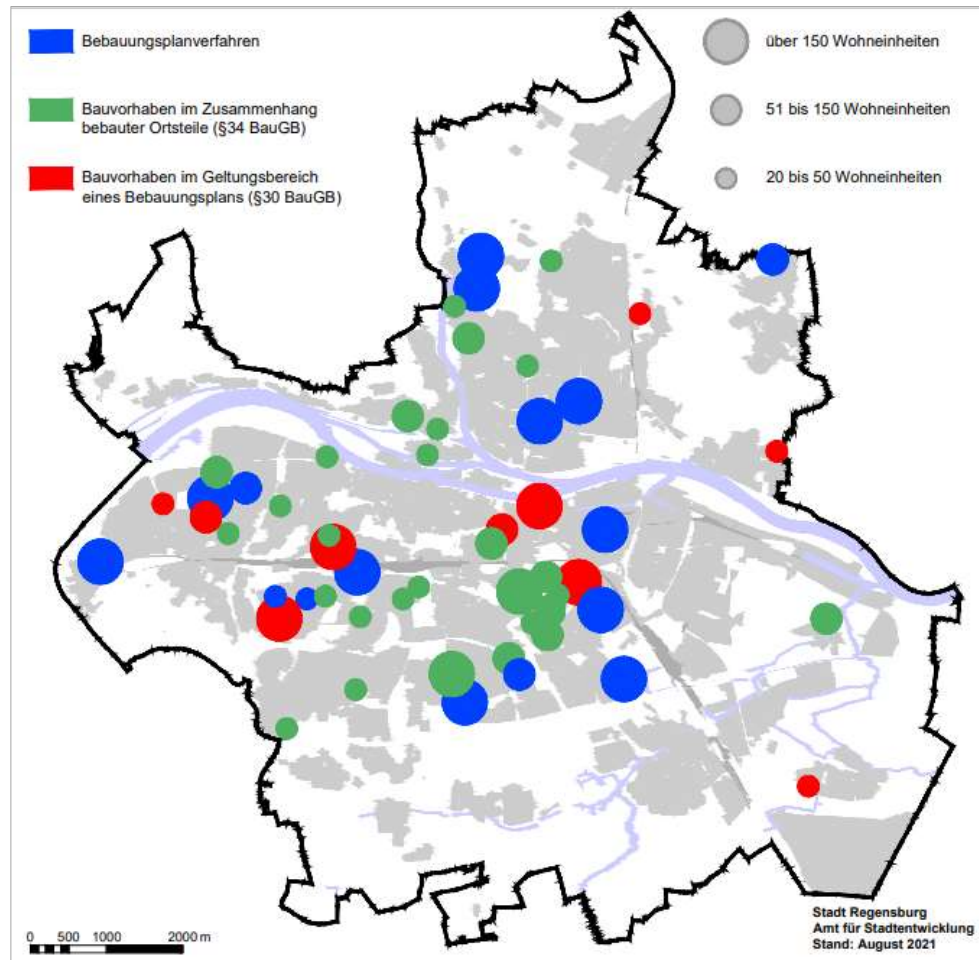 Bebauungsplanverfahren
Bauvorhaben im Zusammenhang
bebauter Ortsteile (§34 BauGB)
Bauvorhaben im Geltungsbereich
eines Bebauungsplans (§30 BauGB)
über 150 Wohneinheiten
51 bis 150 Wohneinheiten
20 bis 50 Wohneinheiten
0 500 1000 2000 m
Stadt Regensburg
Amt für Stadtentwicklung
Stand: August 2021